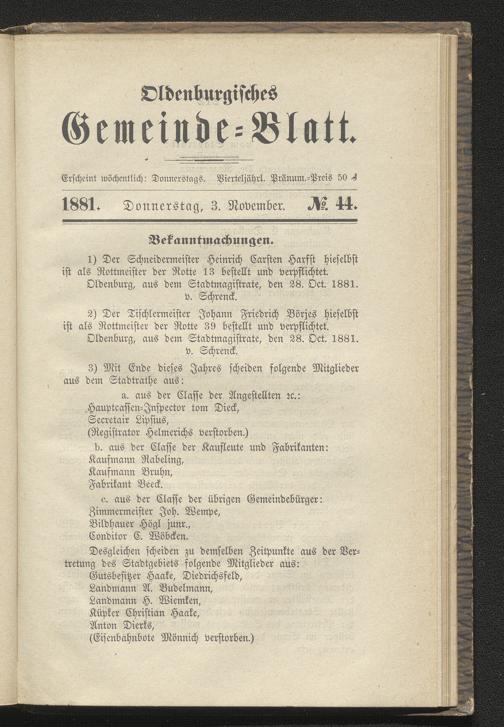 Oldenburgisches
Gemeinde=Blatt.
Erscheint wöchentlich: Donnerstags. Vierteljährl. Pränum.=Preis 50 ₰
1881. Donnerstag, 3. November. № 44.
Bekanntmachungen.
1) Der Schneidermeister Heinrich Carsten Harfst hieselbst
ist als Rottmeister der Rotte 13 bestellt und verpflichtet.
Oldenburg, aus dem Stadtmagistrate, den 28. Oct. 1881.
v. Schrenck.
2) Der Tischlermeister Johann Friedrich Börjes hieselbst
ist als Rottmeister der Rotte 39 bestellt und verpflichtet.
Oldenburg, aus dem Stadtmagistrate, den 28. Oct. 1881.
v. Schrenck.
3) Mit Ende dieses Jahres scheiden folgende Mitglieder
aus dem Stadtrathe aus:
a. aus der Classe der Angestellten ꝛc.:
Hauptcassen=Inspector tom Dieck,
Secretair Lipsius,
(Registrator Helmerichs verstorben.)
b. aus der Classe der Kaufleute und Fabrikanten:
Kaufmann Rabeling,
Kaufmann Bruhn,
Fabrikant Beeck.
c. aus der Classe der übrigen Gemeindebürger:
Zimmermeister Joh. Wempe,
Bildhauer Högl junr.,
Conditor C. Wöbcken.
Desgleichen scheiden zu demselben Zeitpunkte aus der Ver=
tretung des Stadtgebiets folgende Mitglieder aus:
Gutsbesitzer Haake, Diedrichsfeld,
Landmann A. Budelmann,
Landmann H. Wiemken,
Küpker Christian Haake,
Anton Dierks,
(Eisenbahnbote Mönnich verstorben.)